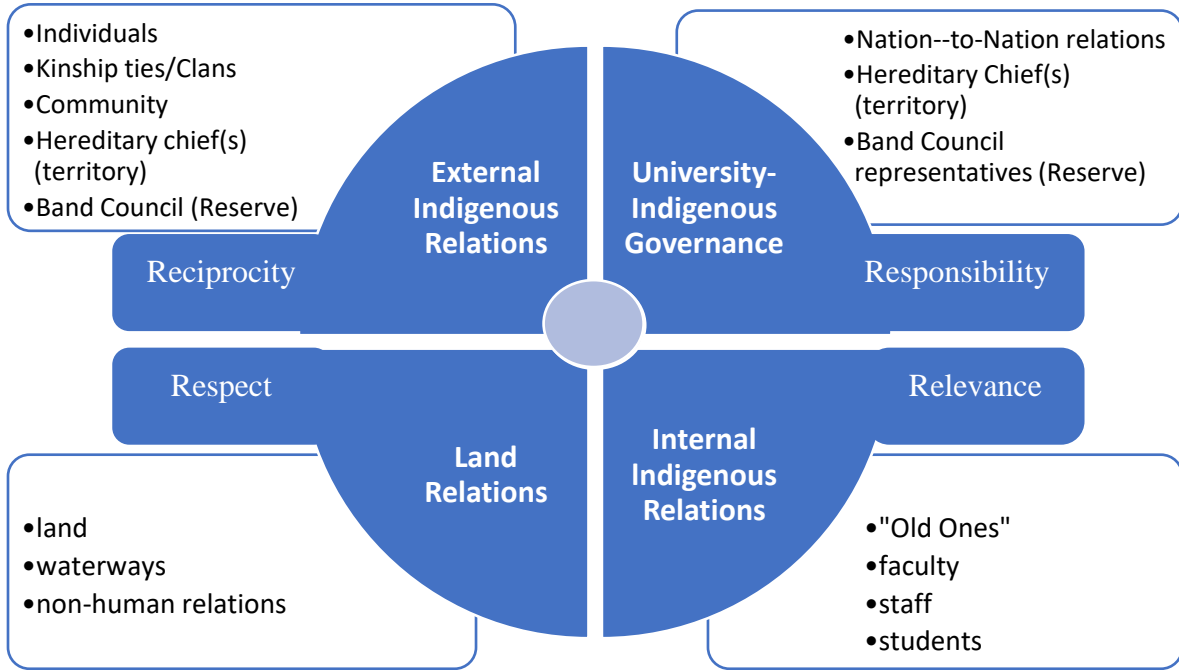 •Individuals
•Kinship ties/Clans
•Community
•Hereditary chief(s)
(territory)
•Band Council (Reserve)
•Nation--to-Nation relations
•Hereditary Chief(s)
(territory)
•Band Council
representatives (Reserve)
External
Indigenous
Relations
University-
Indigenous
Governance
Reciprocity
Responsibility
Respect
Relevance
Land
Relations
Internal
Indigenous
Relations
•land
•waterways
•non-human relations
•"Old Ones"
•faculty
•staff
•students